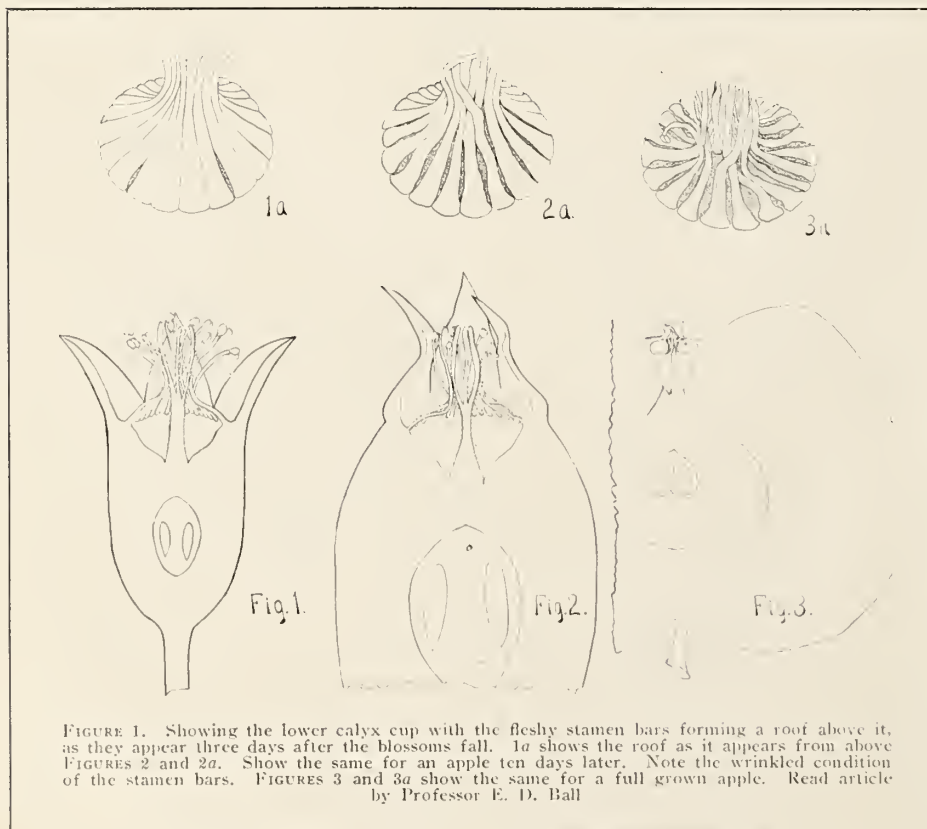 1a
2a.
3a
Fig.1.
Fig.2.
Fig.3.
FIGURE 1. Showing the lower calyx cup with the fleshy stamen bars forming a roof above it,
as they appear three days after the blossoms fall. 1a shows the roof as it appears from above
FIGURES 2 and 2a. Show the same for an apple ten days later. Note the wrinkled condition
of the stamen bars. FIGURES 3 and 3a show the same for a full grown apple. Read article
by Professor E. D. Ball